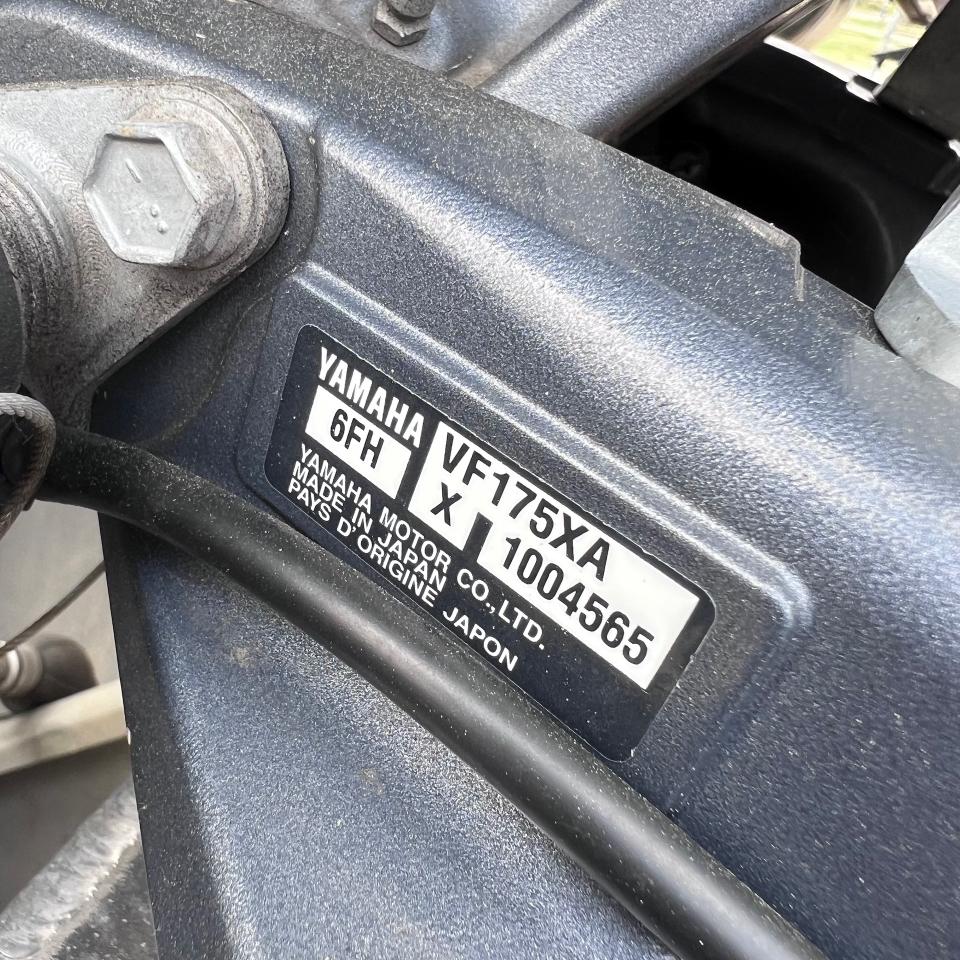 YAMAHA
6FH
VF175XA
X
1004565
YAMAHA MOTOR CO.,LTD.
MADE IN JAPAN
PAYS D'ORIGINE JAPON